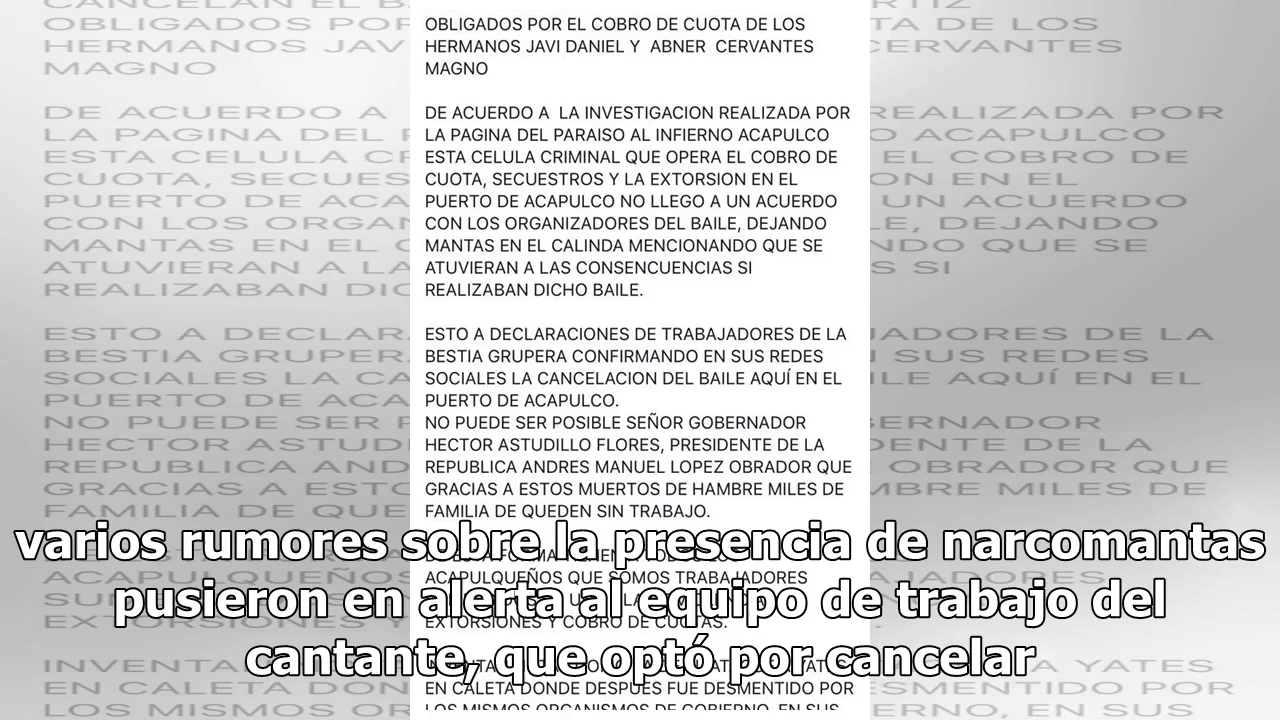 OBLIGADOS POR EL COBRO DE CUOTA DE LOS
HERMANOS JAVI DANIEL Y ABNER CERVANTES
MAGNO
DE ACUERDO A LA INVESTIGACION REALIZADA POR
LA PAGINA DEL PARAISO AL INFIERNO ACAPULCO
ESTA CELULA CRIMINAL QUE OPERA EL COBRO DE
CUOTA, SECUESTROS Y LA EXTORSION EN EL
PUERTO DE ACAPULCO NO LLEGO A UN ACUERDO
CON LOS ORGANIZADORES DEL BAILE, DEJANDO
MANTAS EN EL CALINDA MENCIONANDO QUE SE
ATUVIERAN A LAS CONSENCUENCIAS SI
REALIZABAN DICHO BAILE.
ESTO A DECLARACIONES DE TRABAJADORES DE LA
BESTIA GRUPERA CONFIRMANDO EN SUS REDES
SOCIALES LA CANCELACION DEL BAILE AQUÍ EN EL
PUERTO DE ACAPULCO.
NO PUEDE SER POSIBLE SEÑOR GOBERNADOR
HECTOR ASTUDILLO FLORES, PRESIDENTE DE LA
REPUBLICA ANDRES MANUEL LOPEZ OBRADOR QUE
GRACIAS A ESTOS MUERTOS DE HAMBRE MILES DE
FAMILIA DE QUEDEN SIN TRABAJO.
varios rumores sobre la presencia de narcomantas
ACAPULQUEÑOS QUE SOMOS TRABAJADORES
pusieron en alerta al equipo de trabajo del
EXTORSIONES Y COBRO DE CUOTAS.
cantante, que optó por cancelar
EN CALETA DONDE DESPUÉS FUE DESMENTIDO POR
LOS MISMOS ORGANISMOS DE GOBIERNO, EN SUS